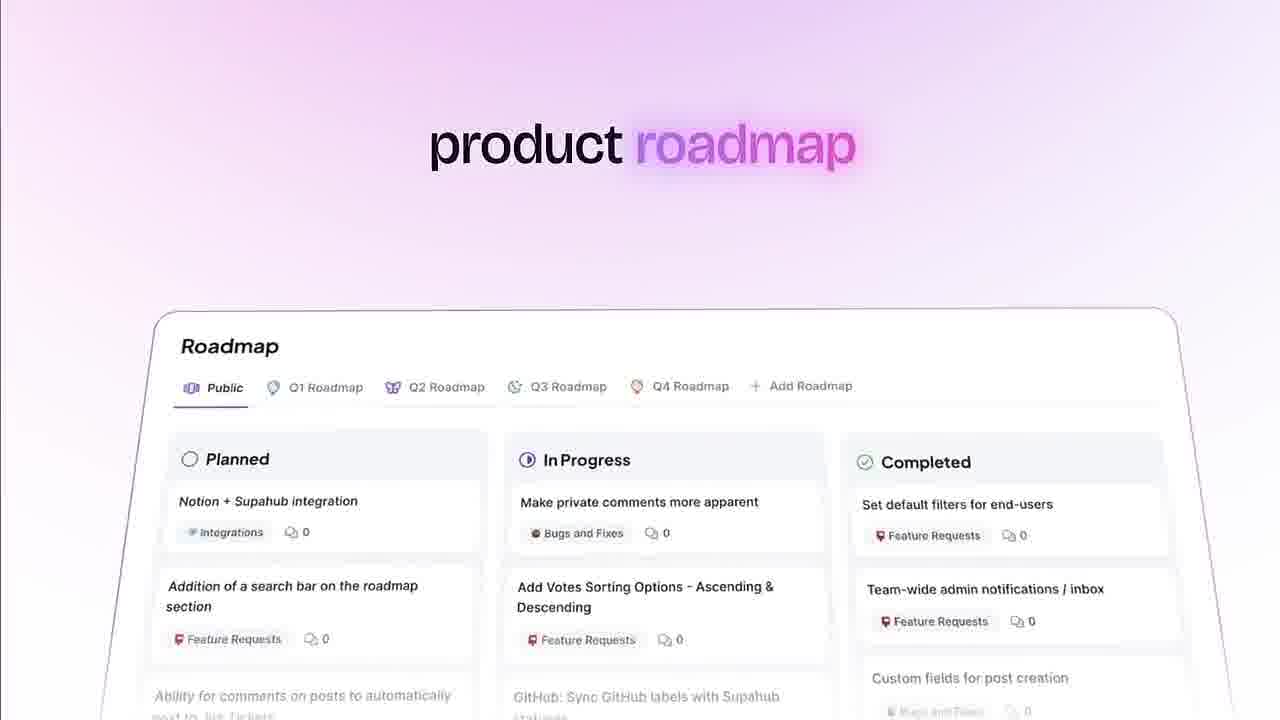 product roadmap
Roadmap
Public Q1 Roadmap Q2 Roadmap Q3 Roadmap Q4 Roadmap + Add Roadmap
Planned
Notion + Supahub integration
Integrations 0
Addition of a search bar on the roadmap
section
Feature Requests 0
Ability for comments on posts to automatically
In Progress
Make private comments more apparent
Bugs and Fixes 0
Add Votes Sorting Options - Ascending &
Descending
Feature Requests 0
GitHub: Sync GitHub labels with Supahub
Completed
Set default filters for end-users
Feature Requests 0
Team-wide admin notifications / inbox
Feature Requests 0
Custom fields for post creation
Bugs and Fixes 0